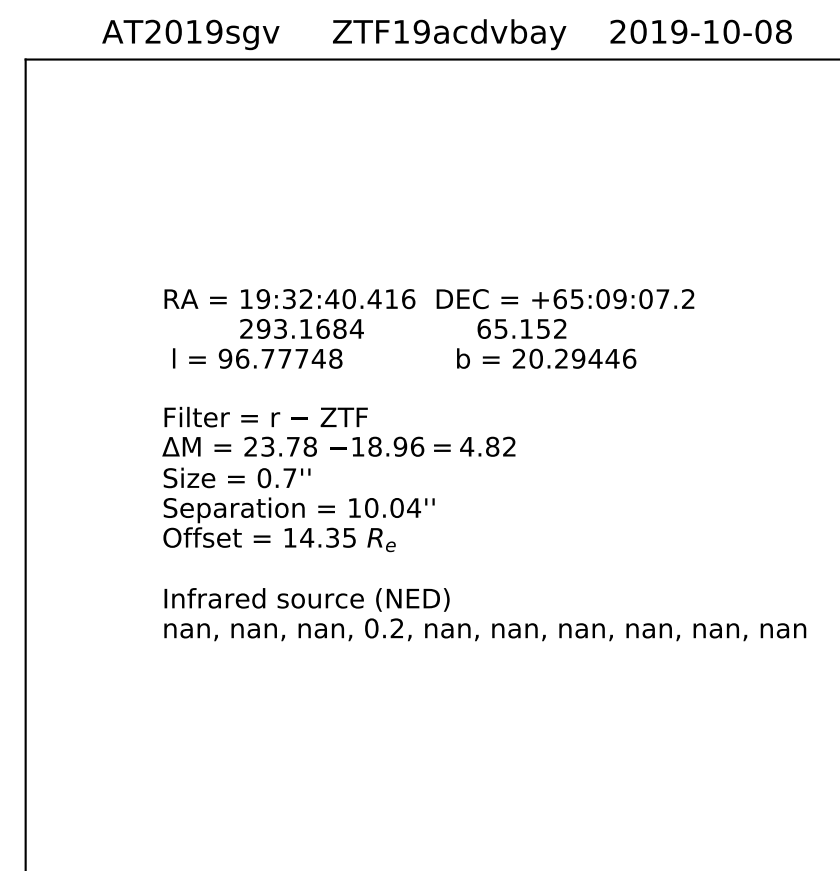 AT2019sgv ZTF19acdvbay 2019-10-08
RA = 19:32:40.416 DEC = +65:09:07.2
293.1684 65.152
l = 96.77748 b = 20.29446
Filter = r − ZTF
ΔM = 23.78 −18.96 = 4.82
Size = 0.7''
Separation = 10.04''
Offset = 14.35 Re
Infrared source (NED)
nan, nan, nan, 0.2, nan, nan, nan, nan, nan, nan